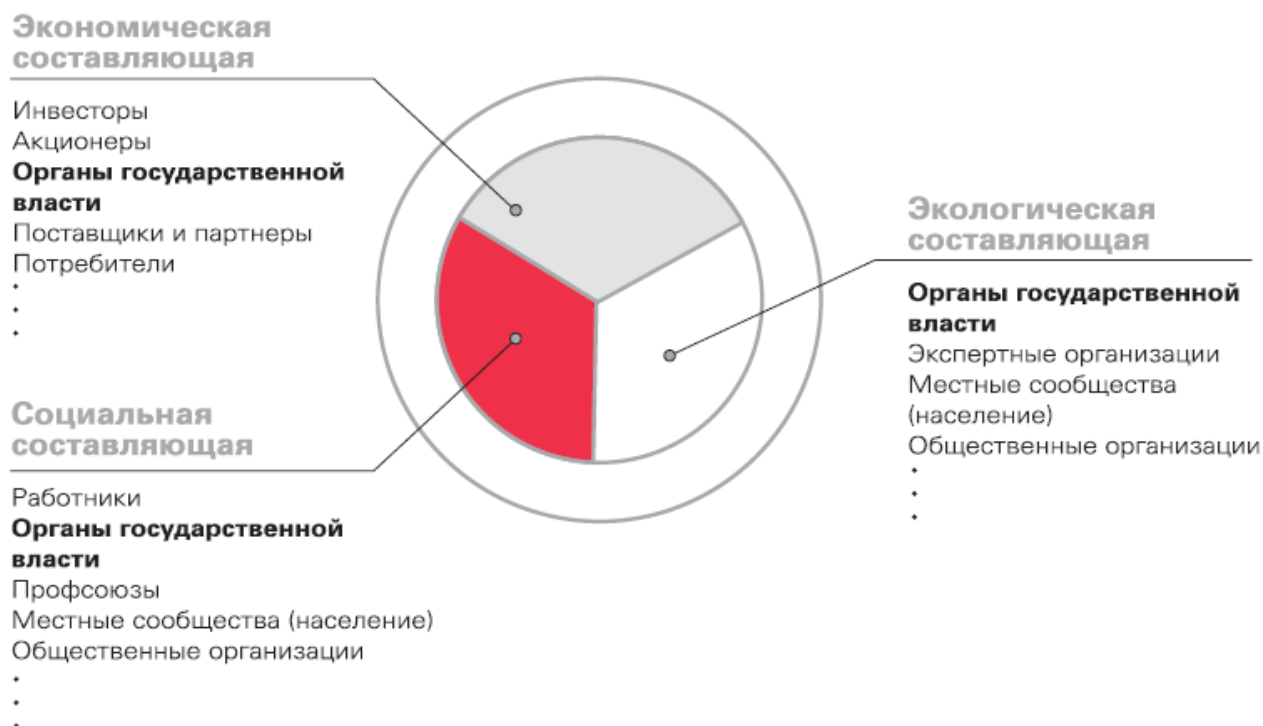 Экономическая
составляющая
Инвесторы
Акционеры
Органы государственной
власти
Поставщики и партнеры
Потребители
Социальная
составляющая
Работники
Органы государственной
власти
Профсоюзы
Местные сообщества (население)
Общественные организации
Экологическая
составляющая
Органы государственной
власти
Экспертные организации
Местные сообщества
(население)
Общественные организации